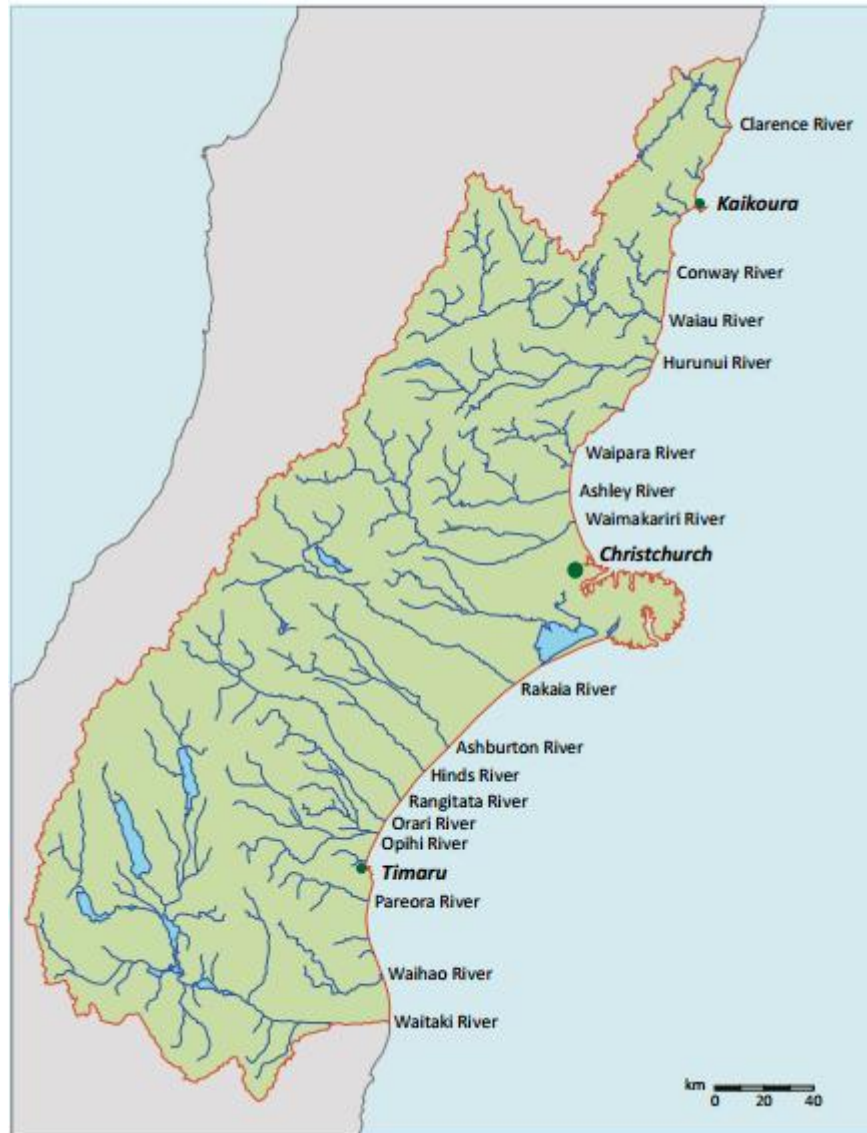 Clarence River
Kaikoura
Conway River
Waiau River
Hurunui River
Waipara River
Ashley River
Waimakariri River
Christchurch
Rakaia River
Ashburton River
Hinds River
Rangitata River
Orari River
Opihi River
Timaru
Pareora River
Waihao River
Waitaki River
km
0 20 40